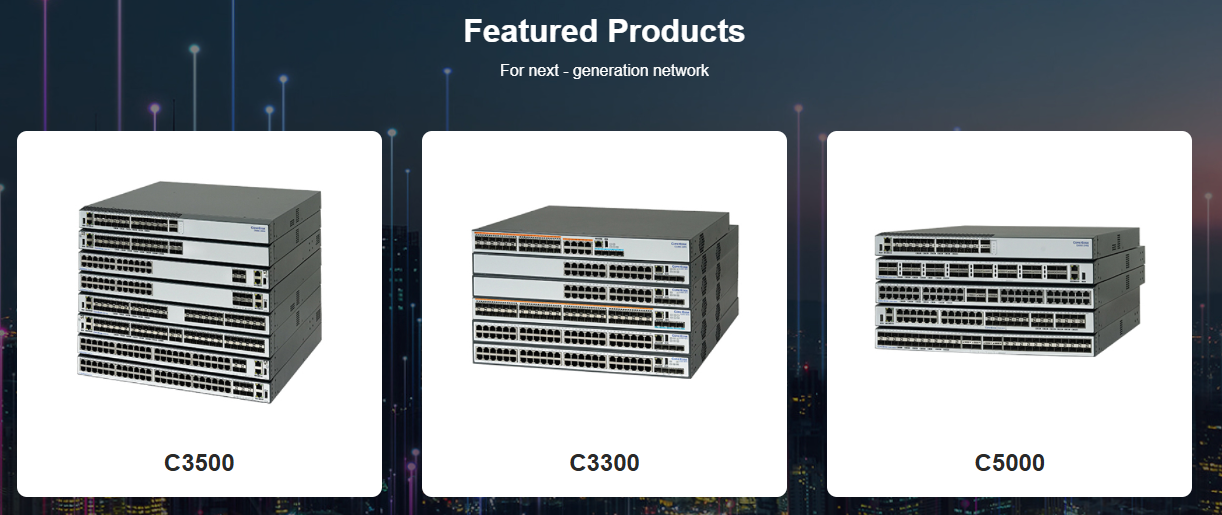 Featured Products
For next - generation network
C3500
C3300
C5000